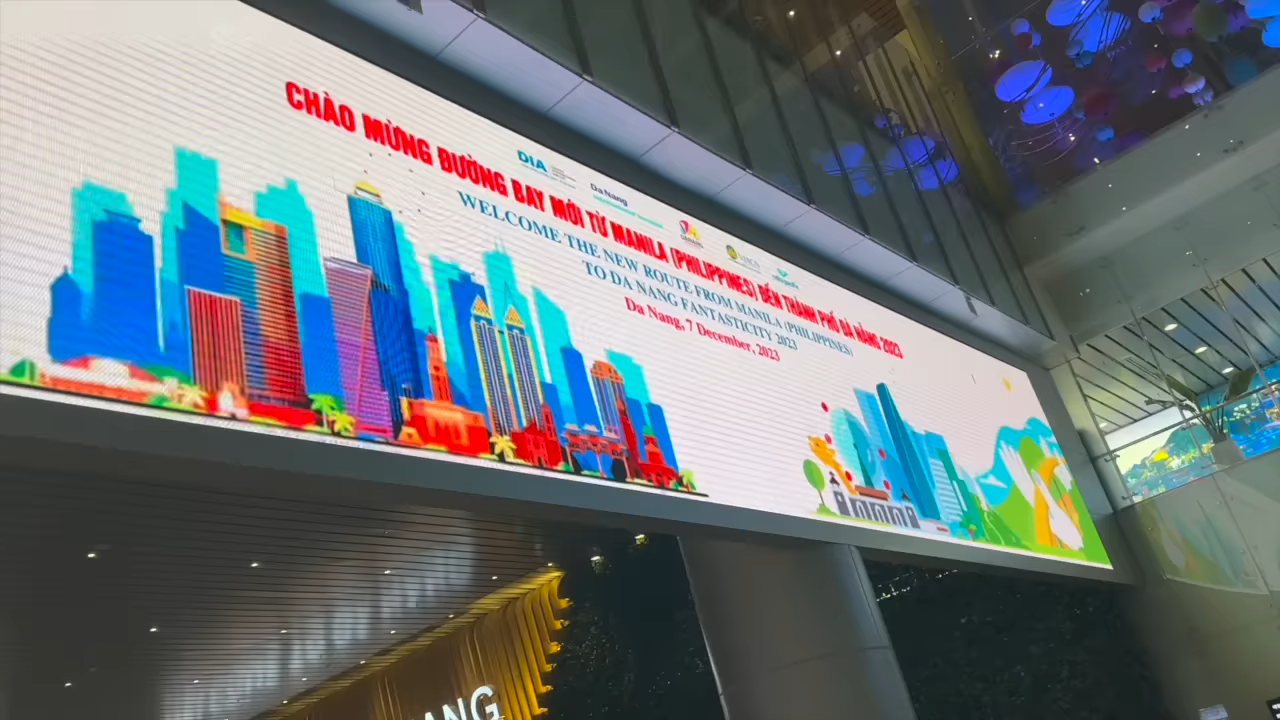 DIA
Da Nang
CHÀO MỪNG ĐƯỜNG BAY MỚI TỪ MANILA (PHILIPPINES) ĐẾN THÀNH PHỐ ĐÀ NẴNG 2023
WELCOME THE NEW ROUTE FROM MANILA (PHILIPPINES)
TO DA NANG FANTASTICITY 2023
Da Nang, 7 December, 2023
ANG